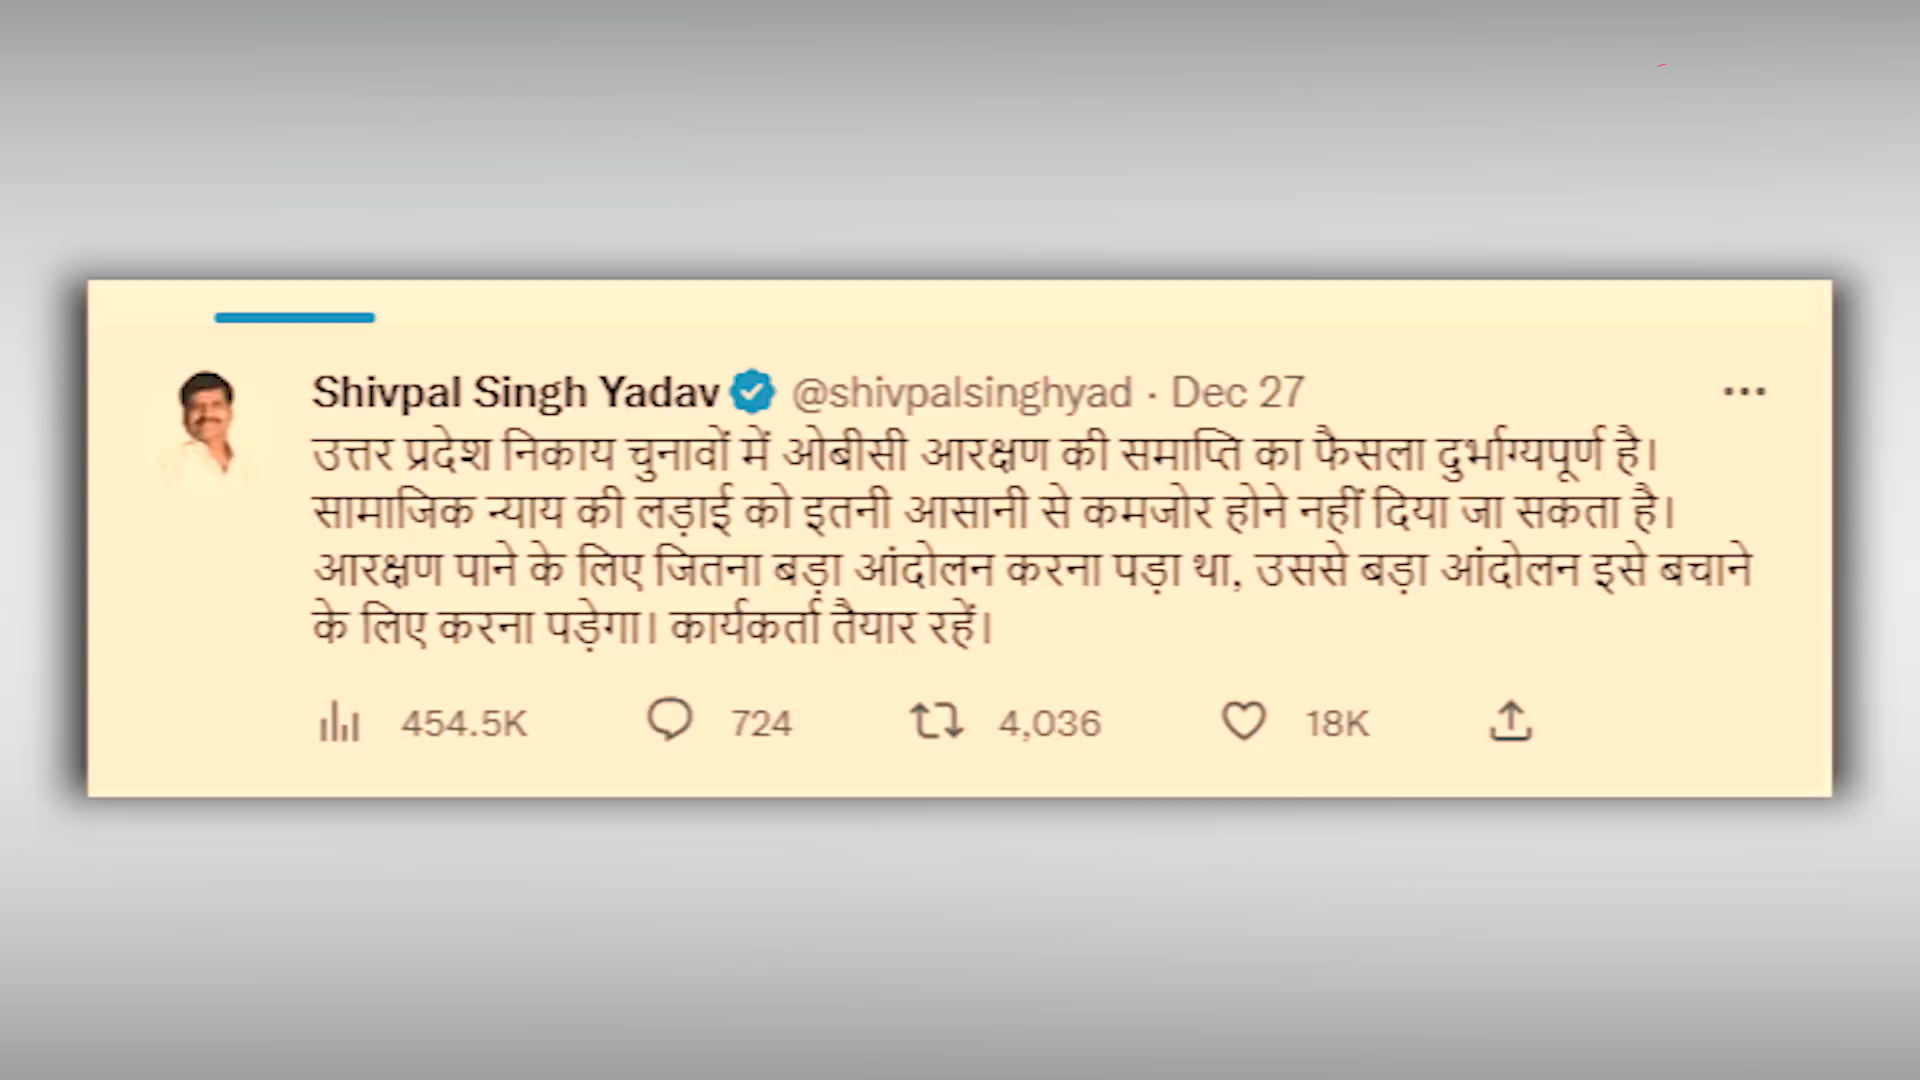 Shivpal Singh Yadav @shivpalsinghyad · Dec 27
उत्तर प्रदेश निकाय चुनावों में ओबीसी आरक्षण की समाप्ति का फैसला दुर्भाग्यपूर्ण है।
सामाजिक न्याय की लड़ाई को इतनी आसानी से कमजोर होने नहीं दिया जा सकता है।
आरक्षण पाने के लिए जितना बड़ा आंदोलन करना पड़ा था, उससे बड़ा आंदोलन इसे बचाने
के लिए करना पड़ेगा। कार्यकर्ता तैयार रहें।
454.5K 724 4,036 18K